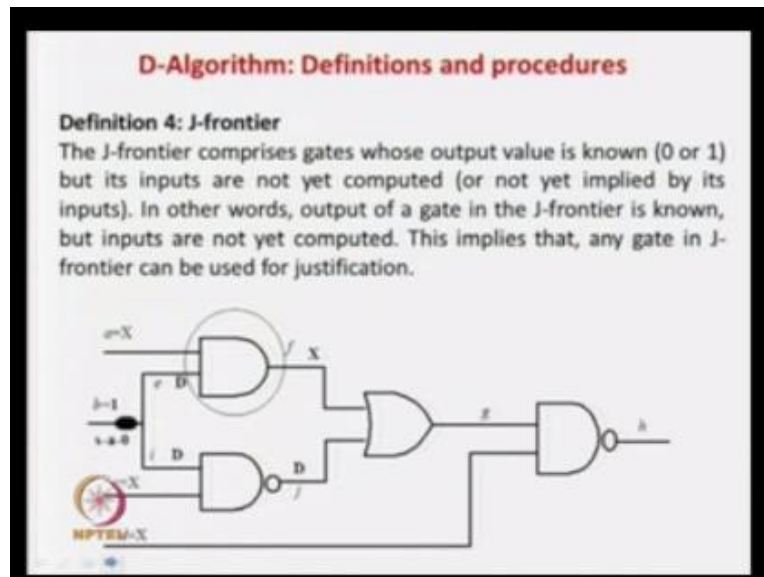 D-Algorithm: Definitions and procedures
Definition 4: J-frontier
The J-frontier comprises gates whose output value is known (0 or 1)
but its inputs are not yet computed (or not yet implied by its
inputs). In other words, output of a gate in the J-frontier is known,
but inputs are not yet computed. This implies that, any gate in J-
frontier can be used for justification.
a=X
f
X
e D
b=1
s-a-0
g
h
i D
D
j
=X
NPTEL
=X